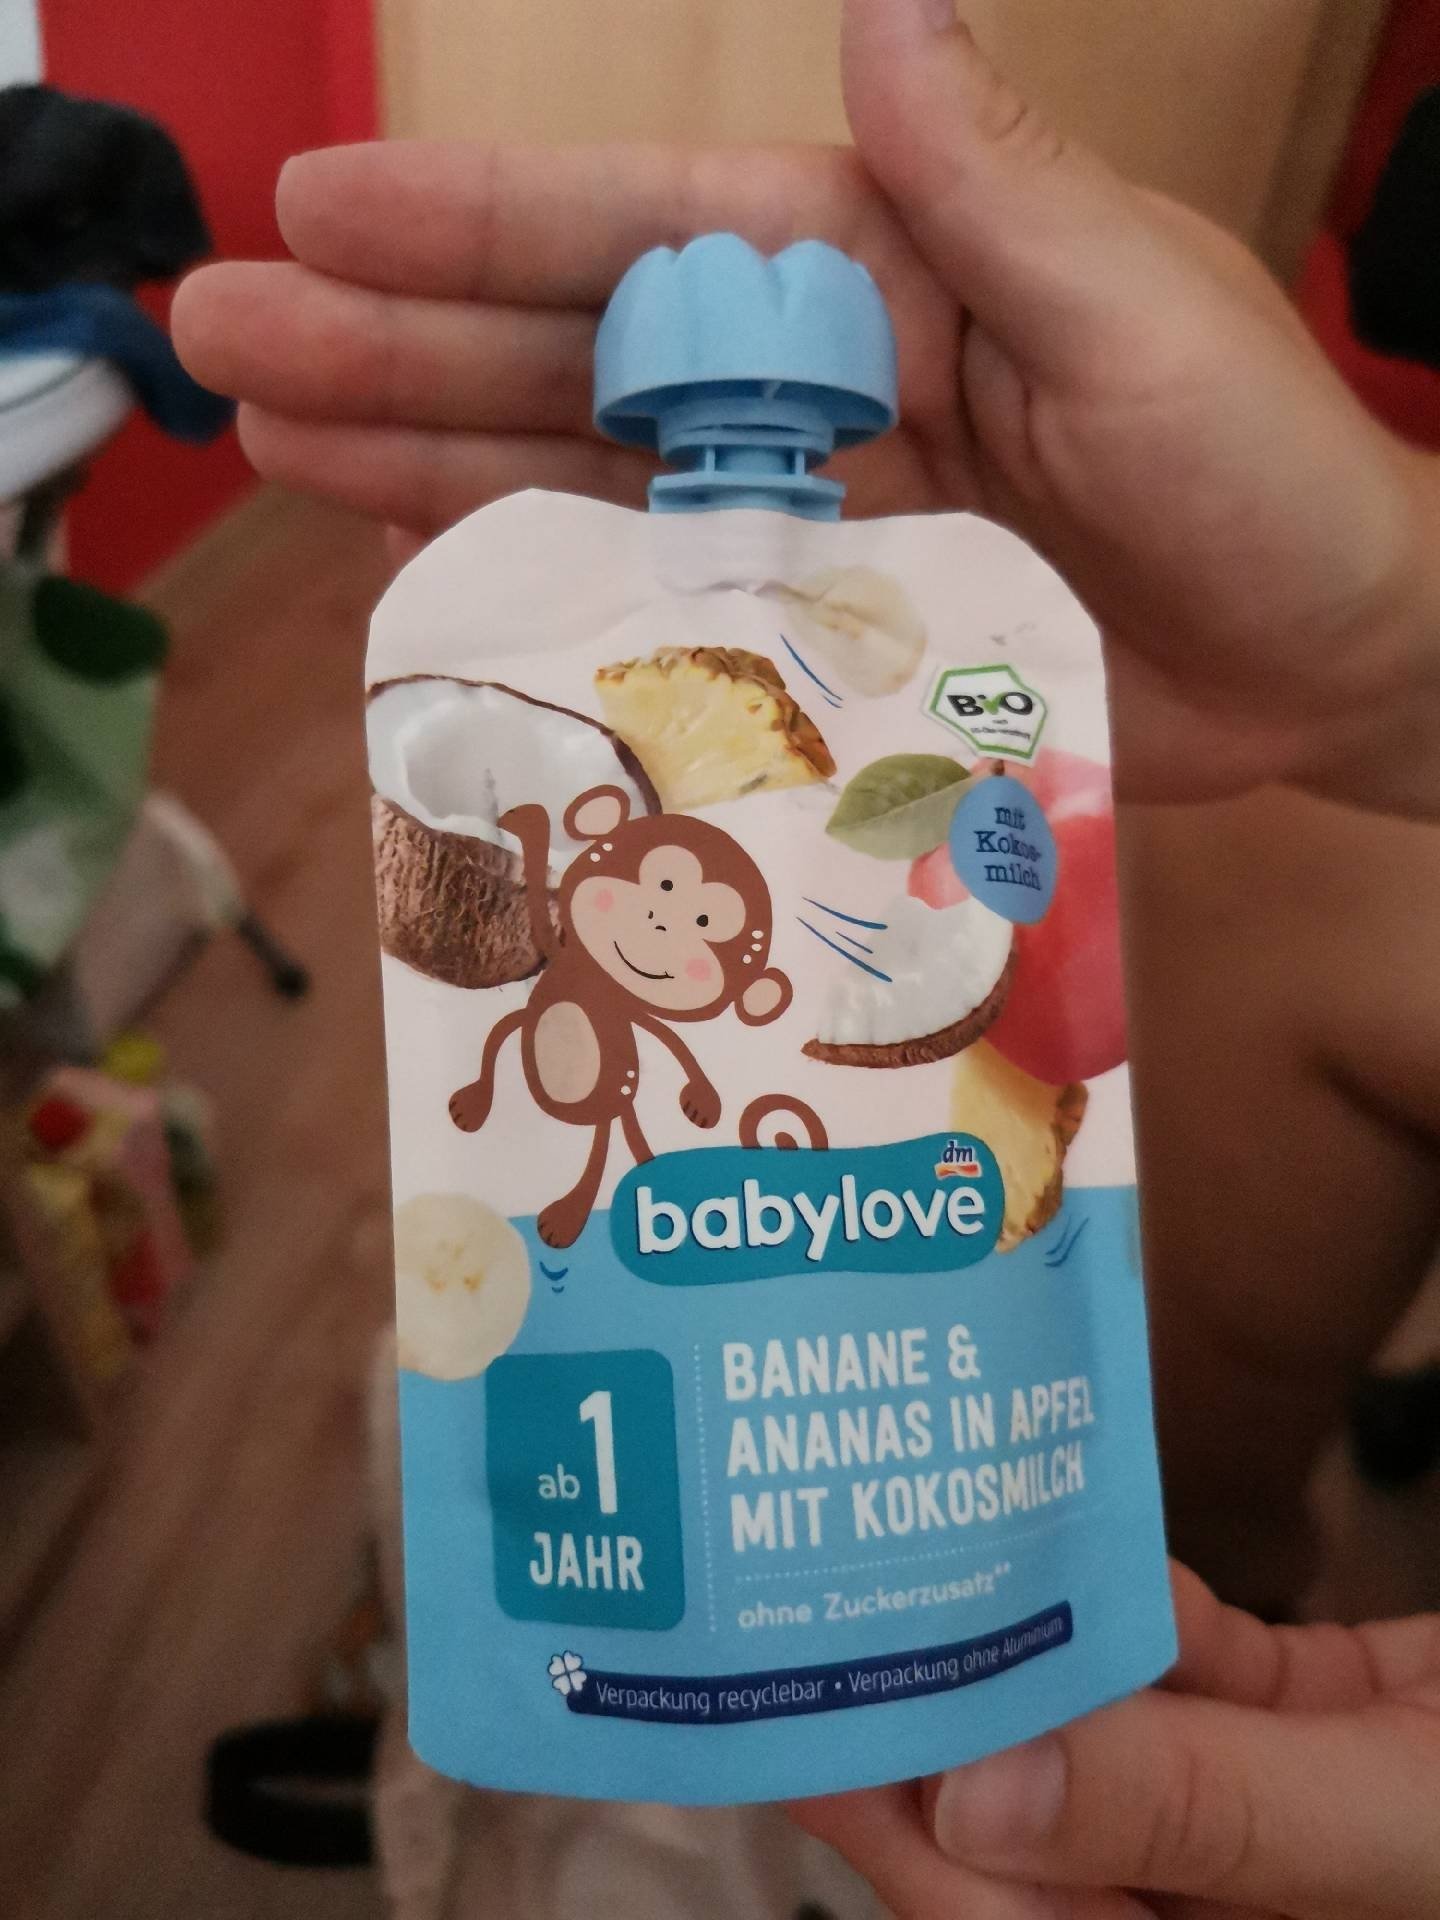 BiO
nach
mit
Kokos-
milch
dm
babylove
ab 1
JAHR
BANANE &
ANANAS IN APFEL
MIT KOKOSMILCH
ohne Zuckerzusatz**
Verpackung recyclebar • Verpackung ohne Aluminium